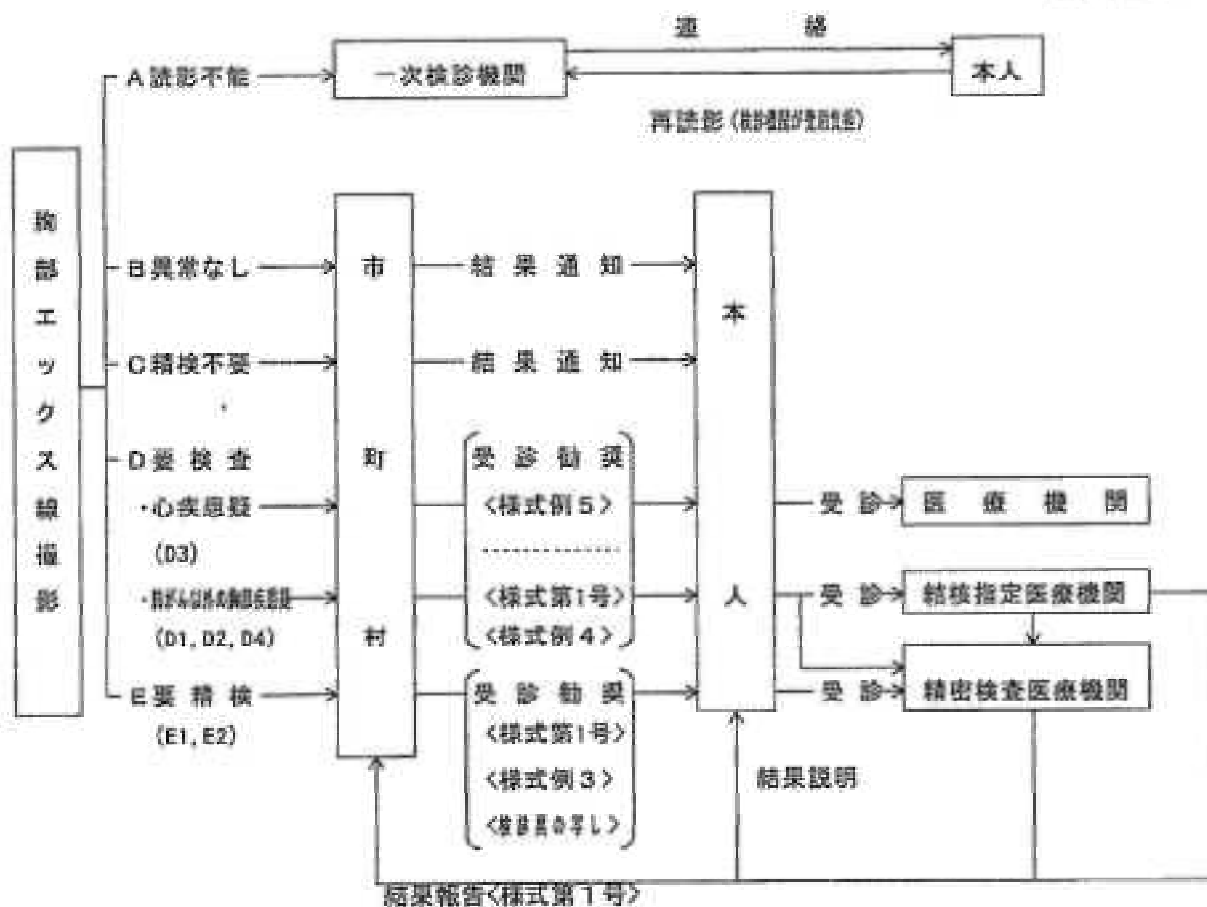 連絡
A読影不能
一次検診機関
本人
再読影
胸部エックス線撮影
B異常なし
C精検不要
D要検査
・心疾患疑
(D3)
(D1, D2, D4)
E要精検
(E1, E2)
市町村
結果通知
結果通知
受診勧奨
<様式例5>
<様式第1号>
<様式例4>
受診勧奨
<様式第1号>
<様式例3>
本人
受診
医療機関
受診
結核指定医療機関
受診
精密検査医療機関
結果説明
結果報告<様式第1号>